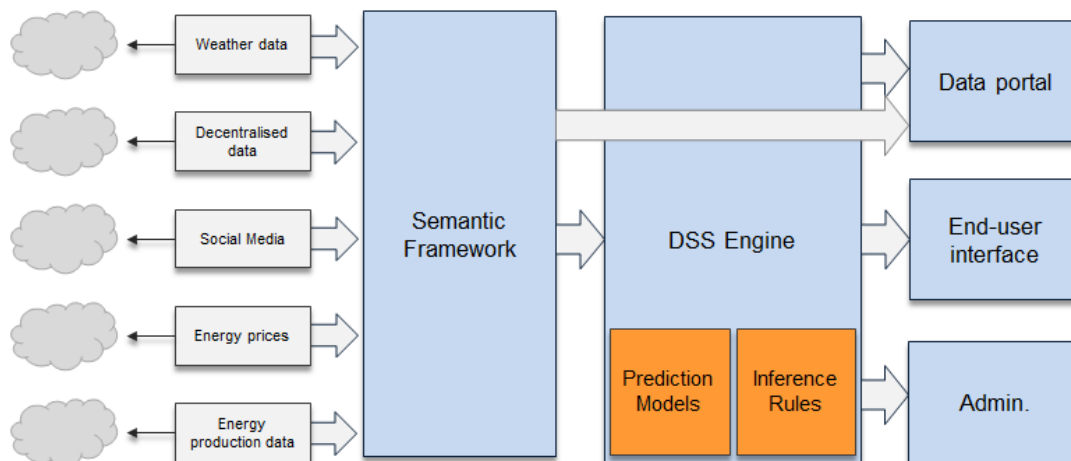 Weather data
Decentralised
data
Social Media
Energy prices
Energy
production data
Semantic
Framework
DSS Engine
Prediction
Models
Inference
Rules
Data portal
End-user
interface
Admin.